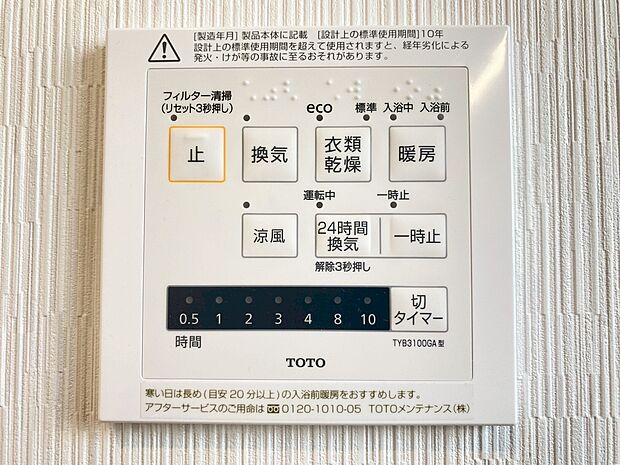 [製造年月] 製品本体に記載 [設計上の標準使用期間] 10年
設計上の標準使用期間を超えて使用されますと、経年劣化による
発火・けが等の事故に至るおそれがあります。
フィルター清掃
(リセット3秒押し)
eco 標準 入浴中 入浴前
止 換気 衣類乾燥 暖房
運転中 一時止
涼風 24時間換気 一時止
解除3秒押し
0.5 1 2 3 4 8 10
切タイマー
時間
TYB3100GA型
TOTO
寒い日は長め (目安20分以上) の入浴前暖房をおすすめします。
アフターサービスのご用命は 0120-1010-05 TOTOメンテナンス(株)